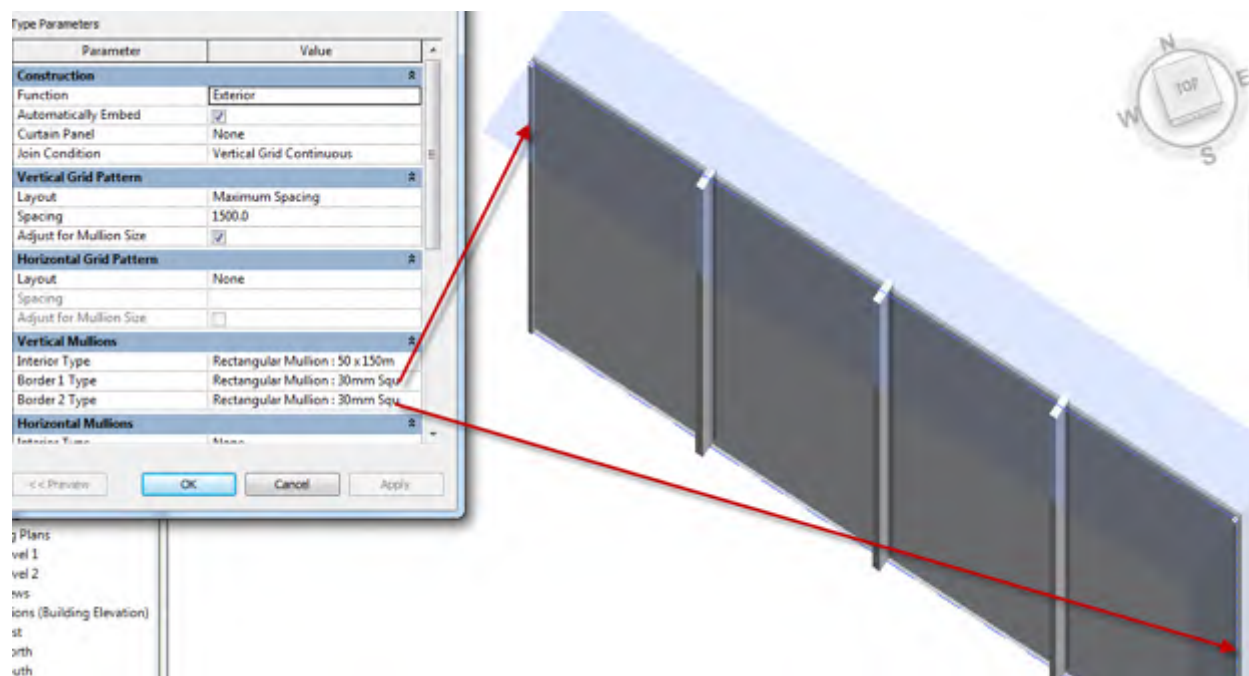 Type Parameters
Parameter Value
Construction
Function Exterior
Automatically Embed
Curtain Panel None
Join Condition Vertical Grid Continuous
Vertical Grid Pattern
Layout Maximum Spacing
Spacing 1500.0
Adjust for Mullion Size
Horizontal Grid Pattern
Layout None
Spacing
Adjust for Mullion Size
Vertical Mullions
Interior Type Rectangular Mullion : 50 x 150m
Border 1 Type Rectangular Mullion : 30mm Squ
Border 2 Type Rectangular Mullion : 30mm Squ
Horizontal Mullions
Interior Type None
<< Preview OK Cancel Apply
g Plans
vel 1
vel 2
ews
ions (Building Elevation)
st
orth
uth
N
E
TOP
W
S